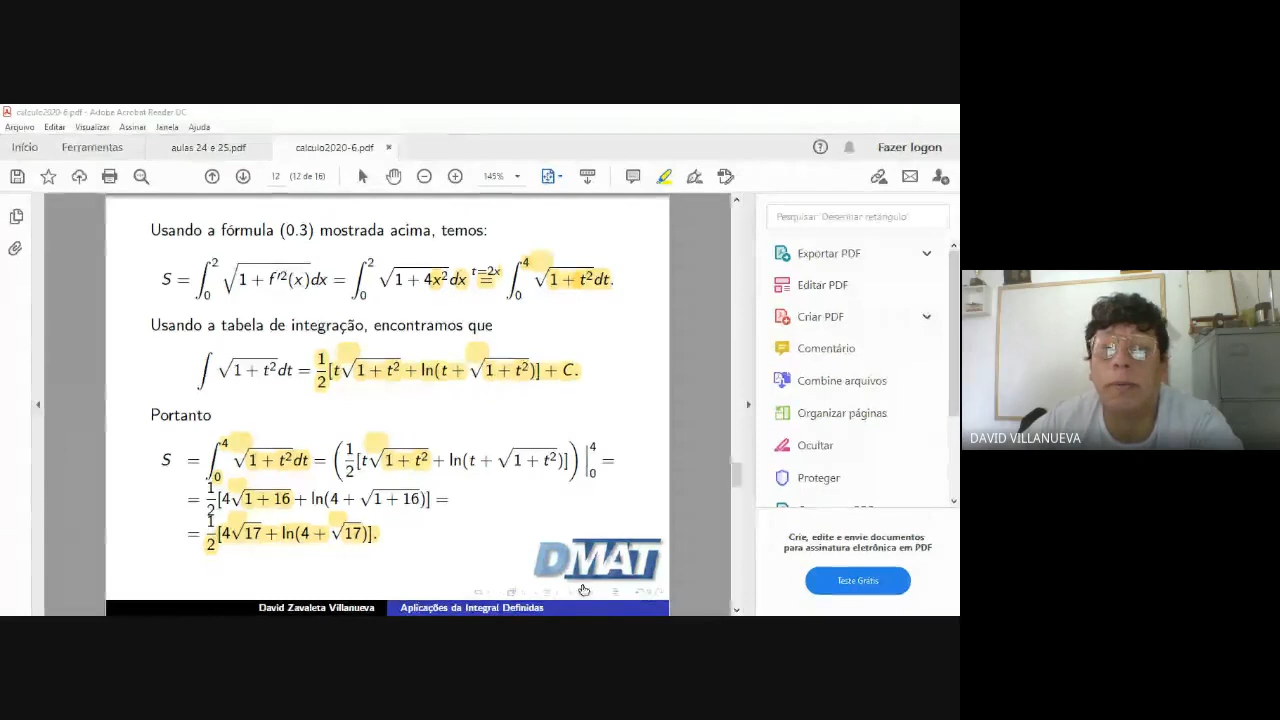 calculo2020-6.pdf - Adobe Acrobat Reader DC
Arquivo Editar Visualizar Assinar Janela Ajuda
Início Ferramentas aulas 24 e 25.pdf calculo2020-6.pdf × Fazer logon
12 (12 de 16) 145%
Usando a fórmula (0.3) mostrada acima, temos:
S = ∫₀² √(1 + f′²(x))dx = ∫₀² √(1 + 4x²)dx ≡^{t=2x} ∫₀⁴ √(1 + t²)dt.
Usando a tabela de integração, encontramos que
∫ √(1 + t²)dt = 1/2[t√(1 + t²) + ln(t + √(1 + t²))] + C.
Portanto
S = ∫₀⁴ √(1 + t²)dt = (1/2[t√(1 + t²) + ln(t + √(1 + t²))])|₀⁴ =
= 1/2[4√(1 + 16) + ln(4 + √(1 + 16))] =
= 1/2[4√17 + ln(4 + √17)].
DMAT
David Zavaleta Villanueva Aplicações da Integral Definidas
Pesquisar 'Desenhar retângulo'
Exportar PDF
Editar PDF
Criar PDF
Comentário
Combine arquivos
Organizar páginas
Ocultar
Proteger
Crie, edite e envie documentos
para assinatura eletrônica em PDF
Teste Grátis
DAVID VILLANUEVA